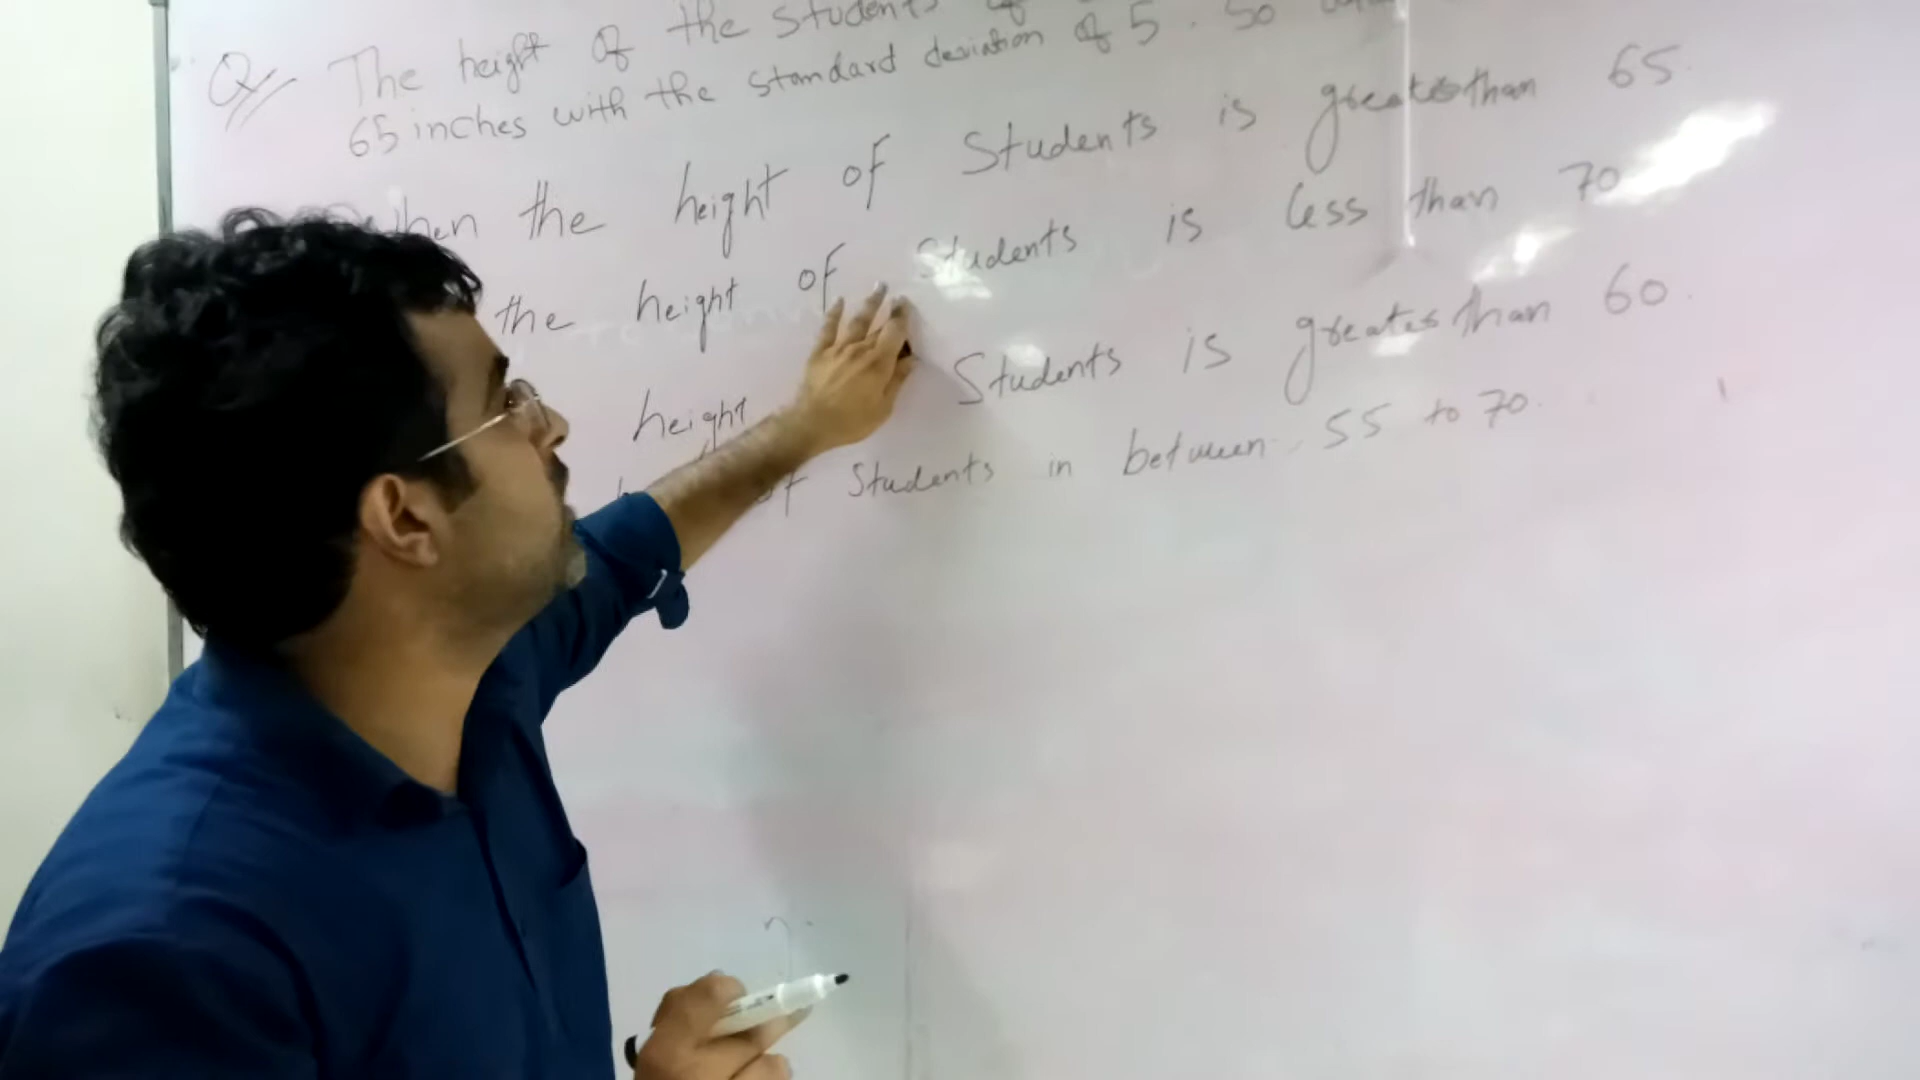 Q The height of the Students of
65 inches with the standard deviation of 5. So
when the height of Students is greater than 65.
the height of Students is less than 70
height Students is greater than 60.
of Students in between 55 to 70.